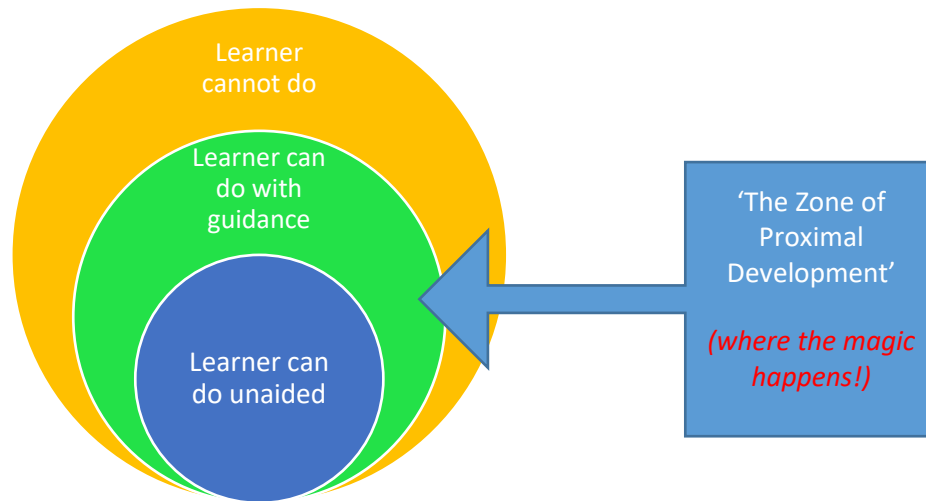 Learner
cannot do
Learner can
do with
guidance
Learner can
do unaided
‘The Zone of
Proximal
Development’
(where the magic
happens!)